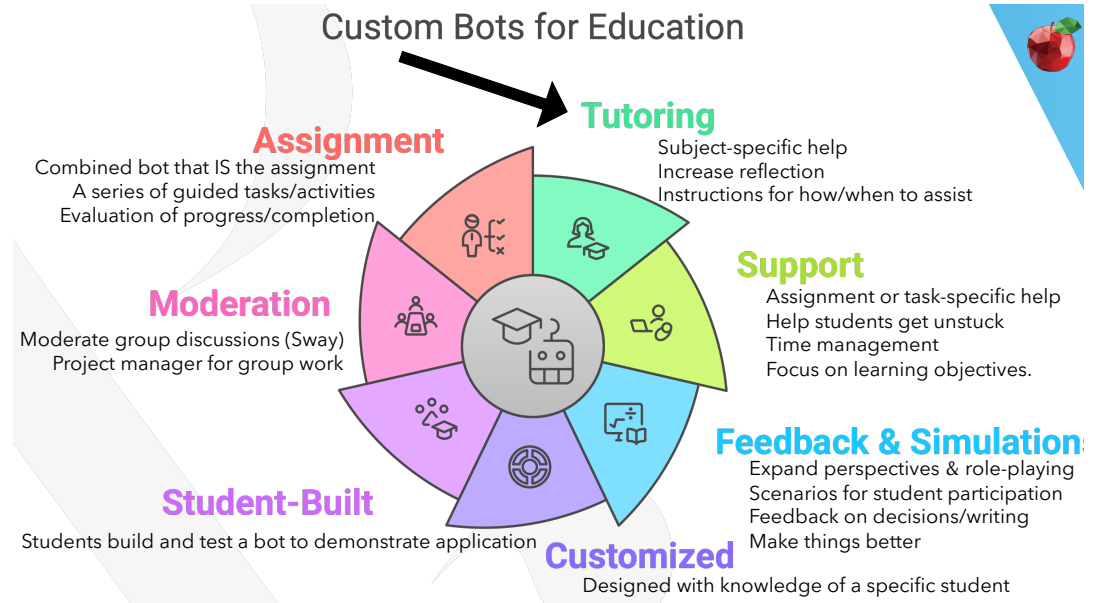 Custom Bots for Education
Tutoring
Subject-specific help
Increase reflection
Instructions for how/when to assist
Support
Assignment or task-specific help
Help students get unstuck
Time management
Focus on learning objectives.
Feedback & Simulations
Expand perspectives & role-playing
Scenarios for student participation
Feedback on decisions/writing
Make things better
Customized
Designed with knowledge of a specific student
Student-Built
Students build and test a bot to demonstrate application
Moderation
Moderate group discussions (Sway)
Project manager for group work
Assignment
Combined bot that IS the assignment
A series of guided tasks/activities
Evaluation of progress/completion